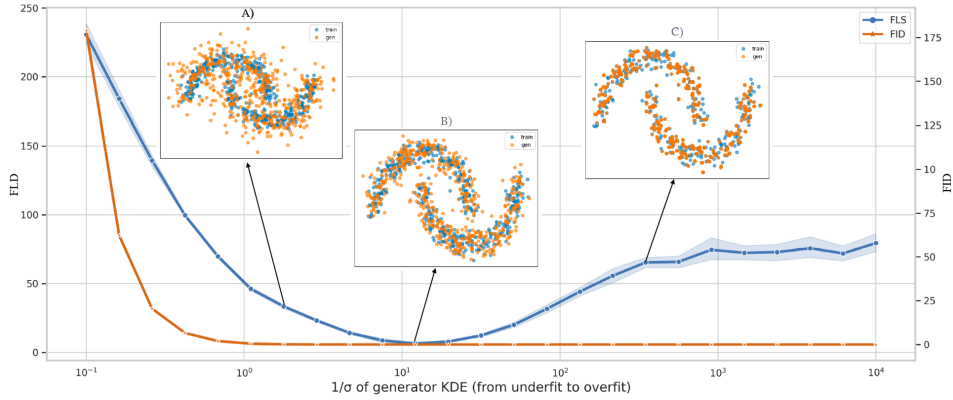 A)
B)
C)
train
gen
train
gen
train
gen
FLS
FID
FLD
250
200
150
100
50
0
FID
175
150
125
100
75
50
25
0
10⁻¹
10⁰
10¹
10²
10³
10⁴
1/σ of generator KDE (from underfit to overfit)